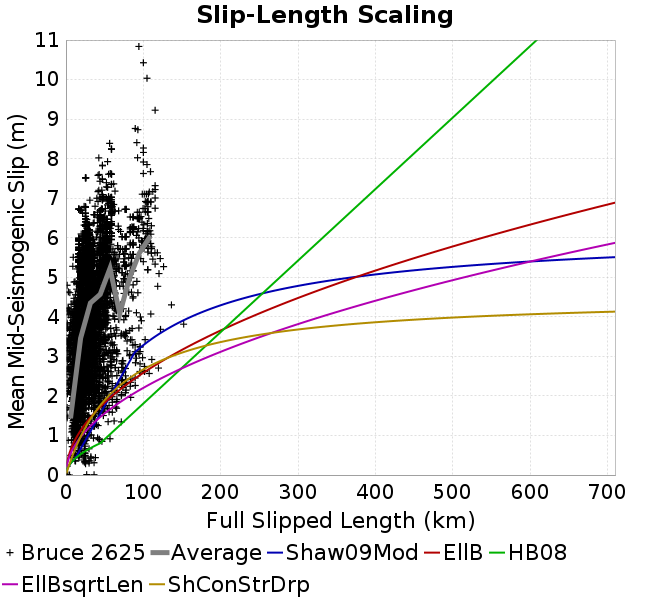 Slip-Length Scaling
Mean Mid-Seismogenic Slip (m)
11
10
9
8
7
6
5
4
3
2
1
0
0 100 200 300 400 500 600 700
Full Slipped Length (km)
Bruce 2625 Average Shaw09Mod EllB HB08
EllBsqrtLen ShConStrDrp